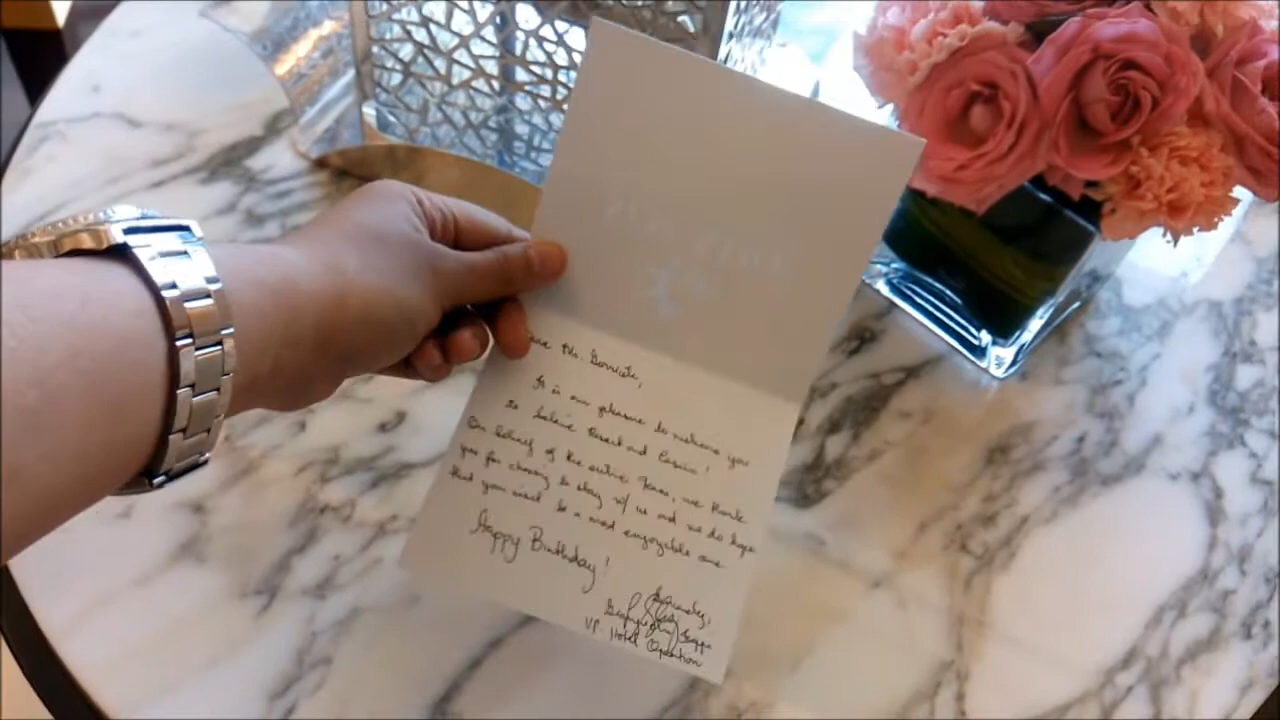 Mr. Gorricete,
It is our pleasure to welcome you
to Solaire Resort and Casino!
On behalf of the entire team, we thank
you for choosing to stay w/ us and we do hope
that your visit be a most enjoyable one
Happy Birthday!
VP. Hotel Operation